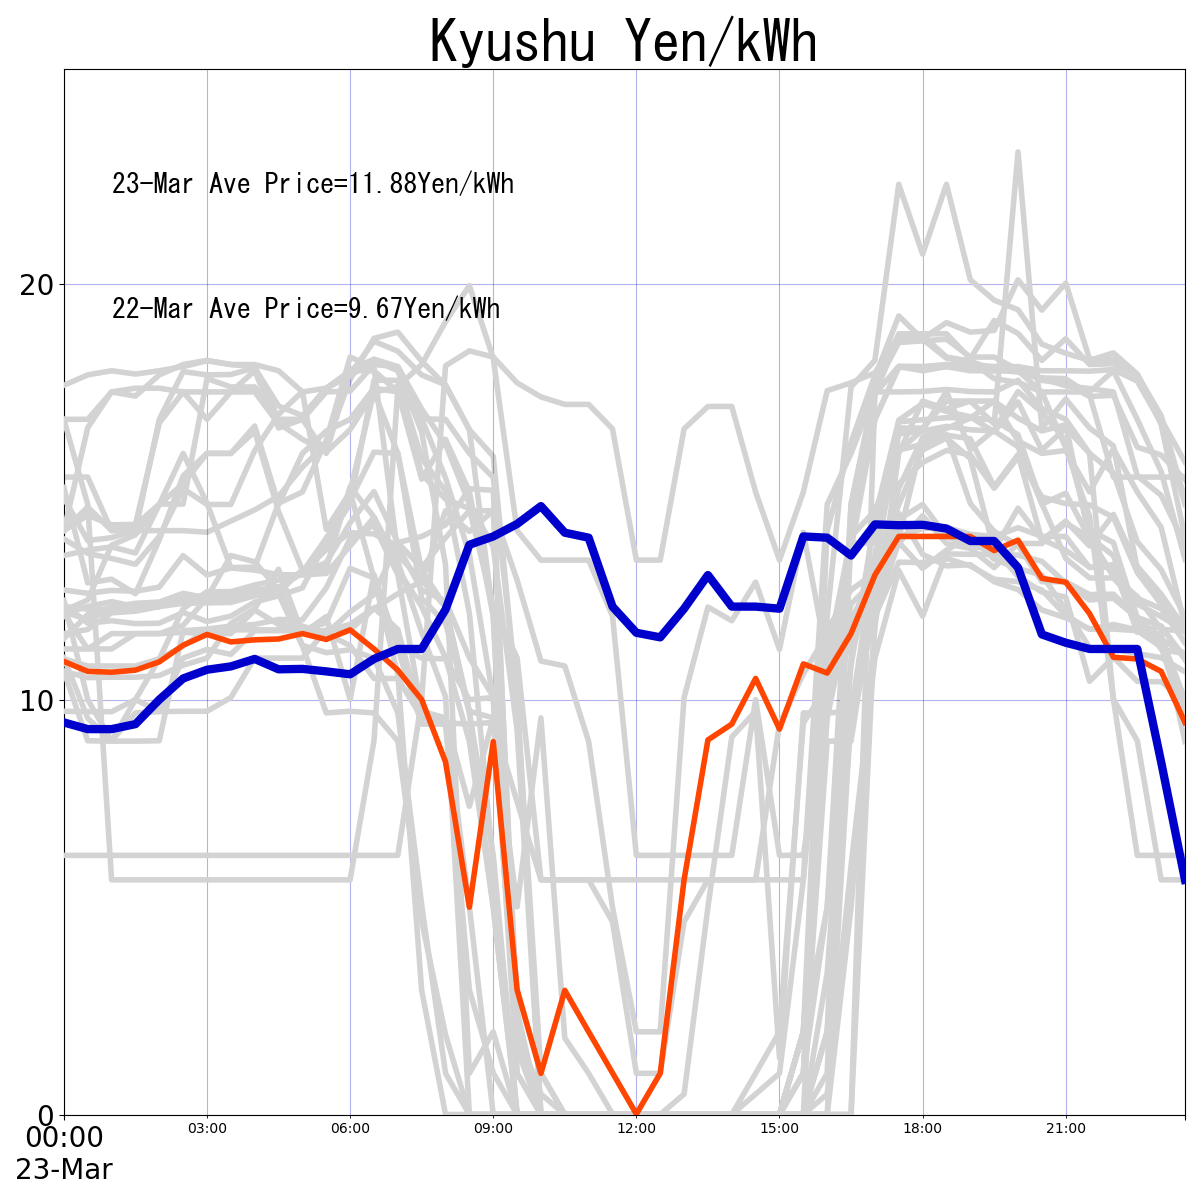 Kyushu Yen/kWh
23-Mar Ave Price=11.88Yen/kWh
20
22-Mar Ave Price=9.67Yen/kWh
10
0
00:00 03:00 06:00 09:00 12:00 15:00 18:00 21:00
23-Mar